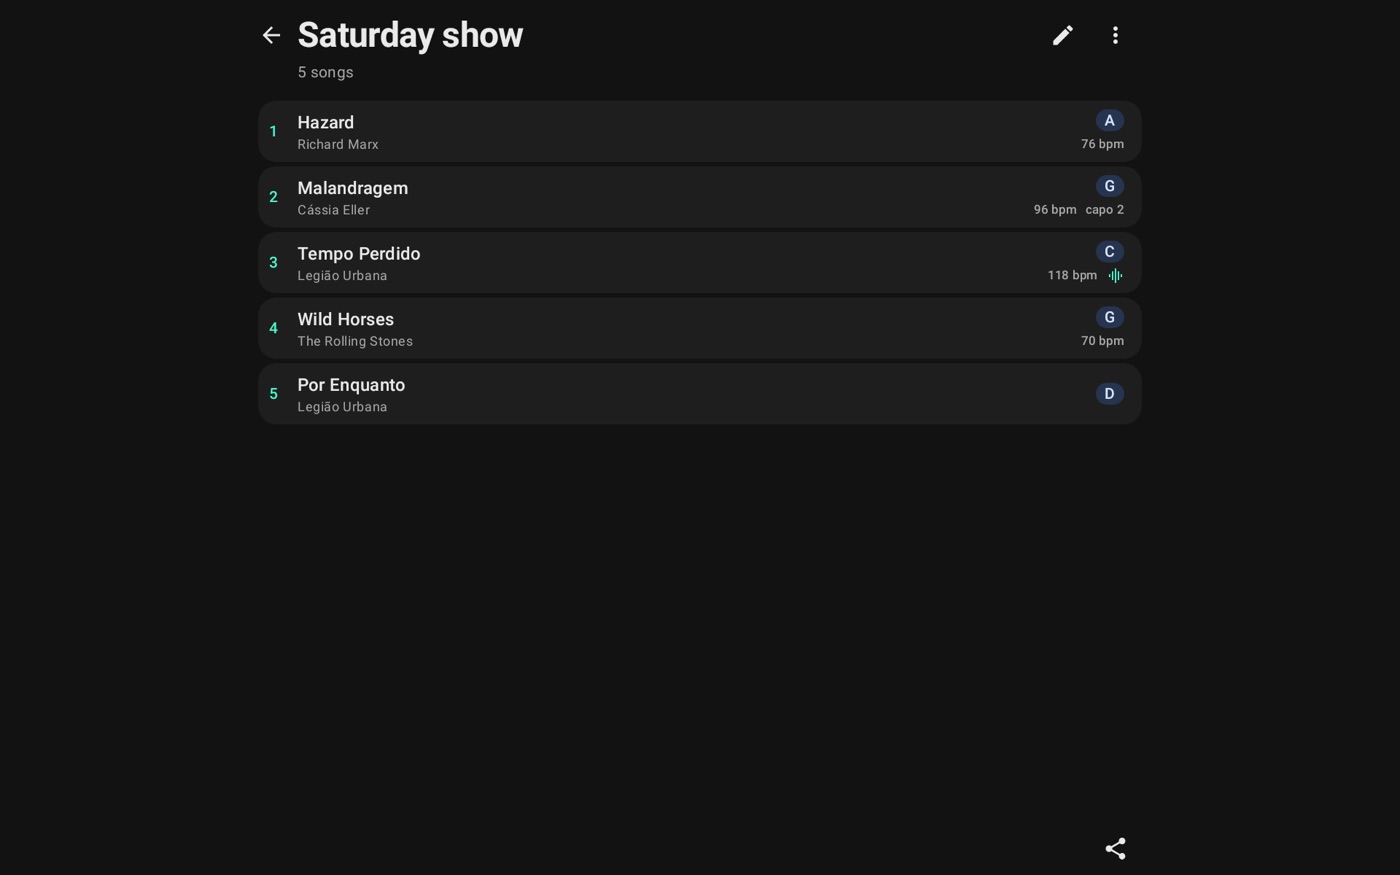 Saturday show
5 songs
1
Hazard
Richard Marx
A
76 bpm
2
Malandragem
Cássia Eller
G
96 bpm capo 2
3
Tempo Perdido
Legião Urbana
C
118 bpm
4
Wild Horses
The Rolling Stones
G
70 bpm
5
Por Enquanto
Legião Urbana
D